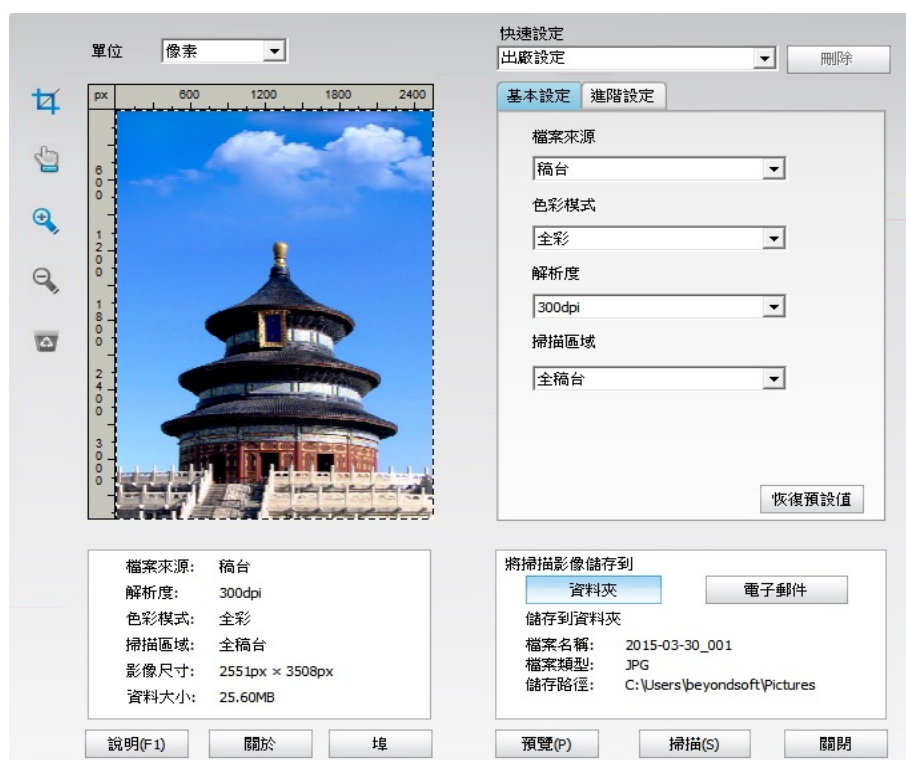 單位 像素
快速設定
出廠設定 刪除
px 600 1200 1800 2400
600
1200
1800
2400
3000
基本設定 進階設定
檔案來源
稿台
色彩模式
全彩
解析度
300dpi
掃描區域
全稿台
恢復預設值
檔案來源: 稿台
解析度: 300dpi
色彩模式: 全彩
掃描區域: 全稿台
影像尺寸: 2551px × 3508px
資料大小: 25.60MB
將掃描影像儲存到
資料夾 電子郵件
儲存到資料夾
檔案名稱: 2015-03-30_001
檔案類型: JPG
儲存路徑: C:\Users\beyondsoft\Pictures
說明(F1) 關於 埠 預覽(P) 掃描(S) 關閉